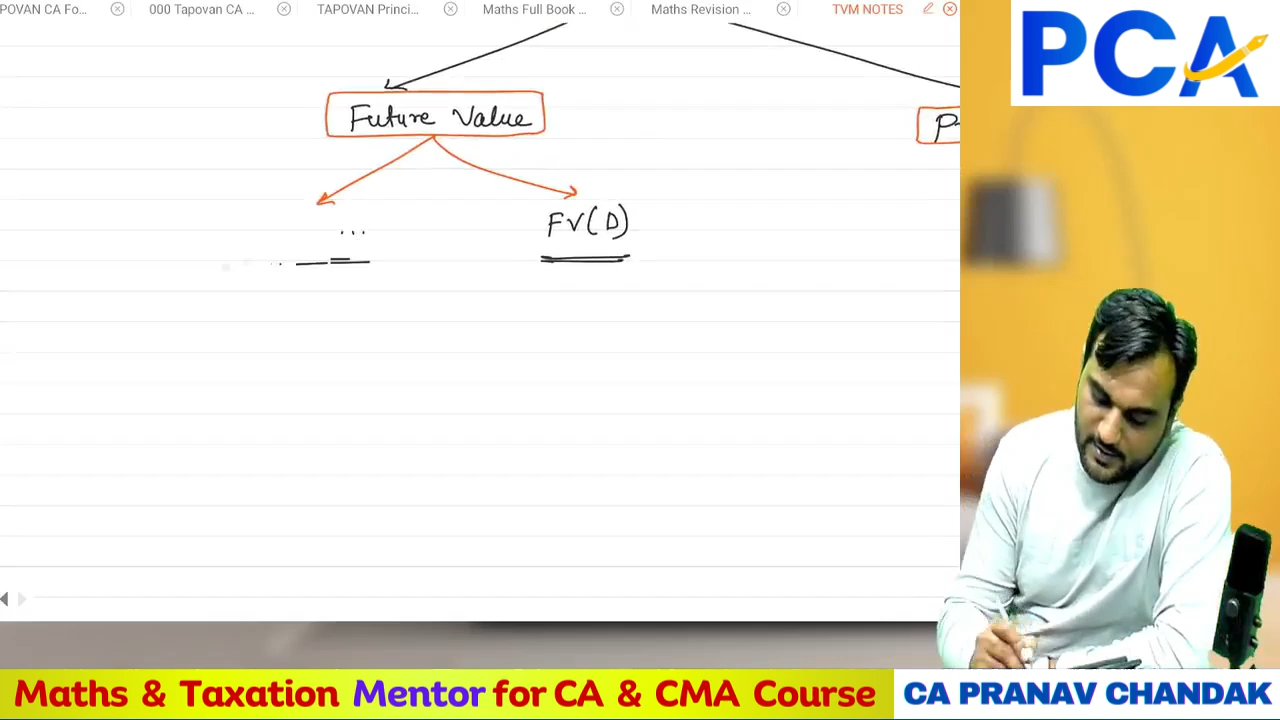 POVAN CA Fo...
000 Tapovan CA ...
TAPOVAN Princi...
Maths Full Book ...
Maths Revision ...
TVM NOTES
PCA
Future Value
P
...
FV(D)
Maths & Taxation Mentor for CA & CMA Course
CA PRANAV CHANDAK